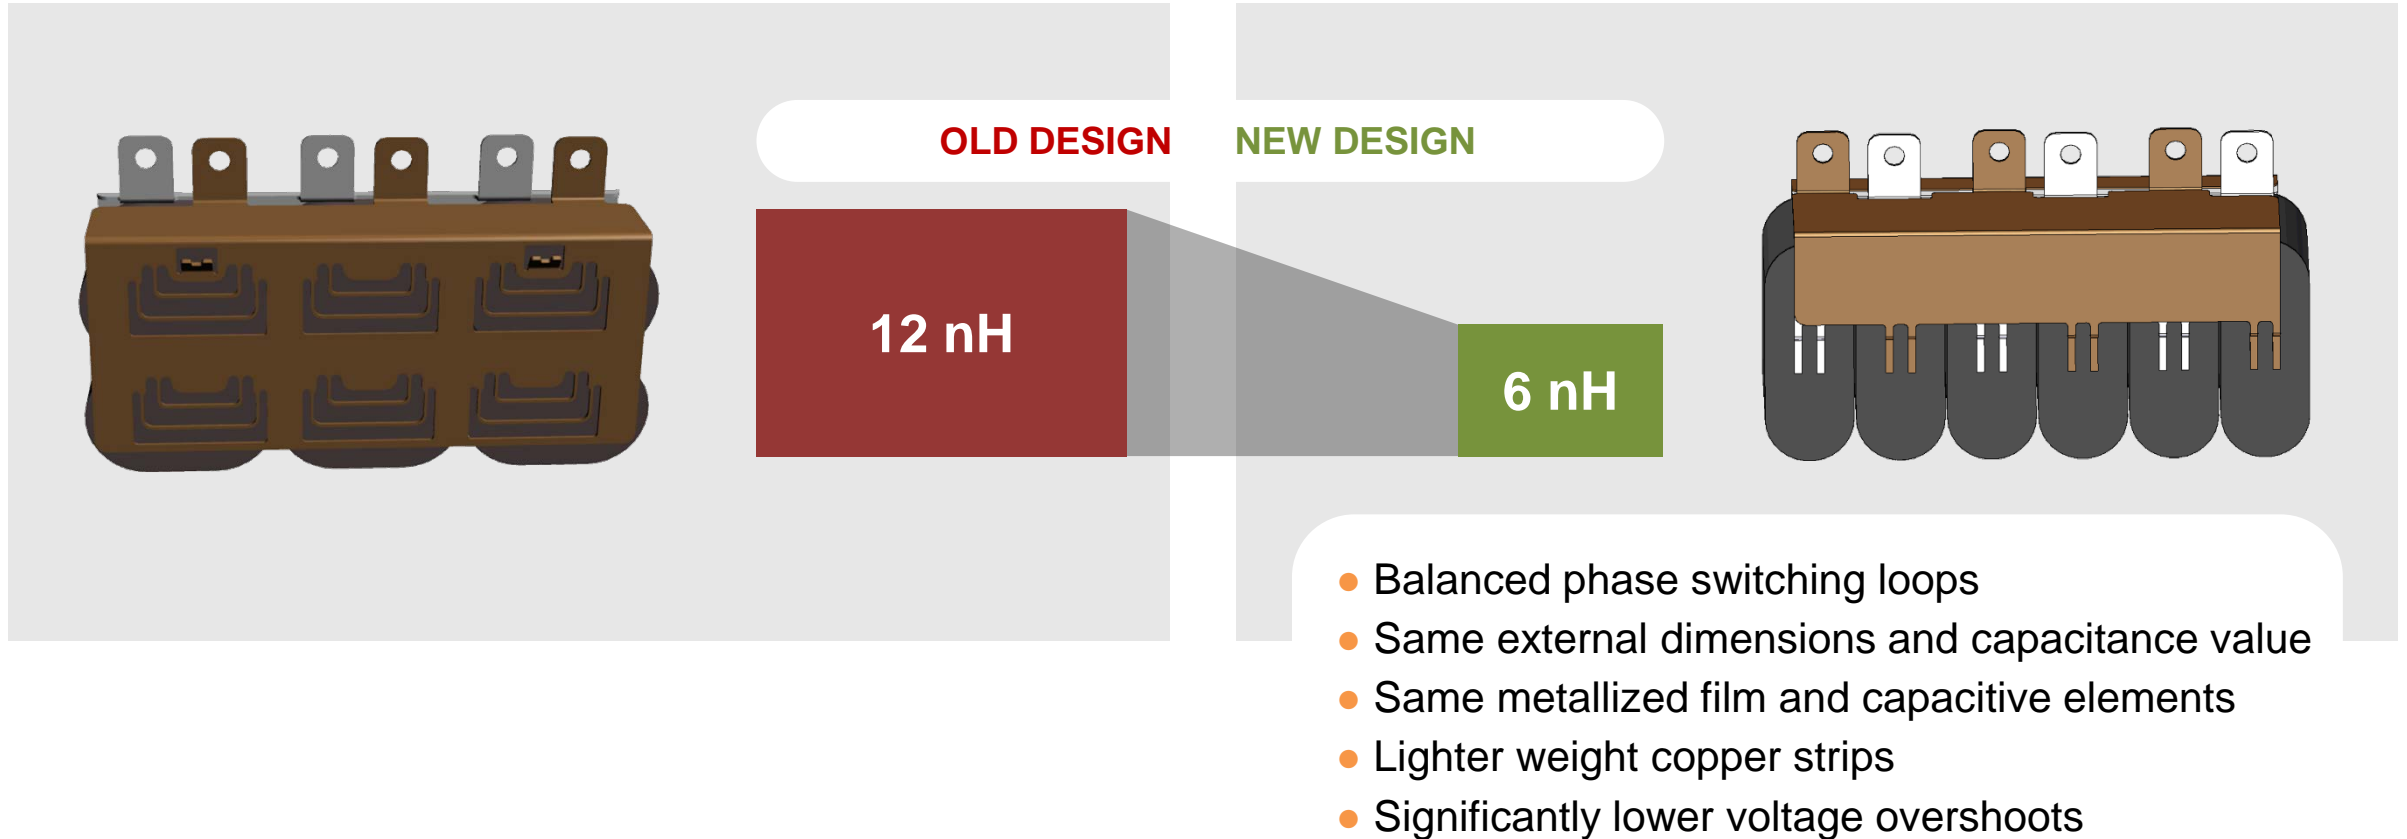 OLD DESIGN
NEW DESIGN
12 nH
6 nH
● Balanced phase switching loops
● Same external dimensions and capacitance value
● Same metallized film and capacitive elements
● Lighter weight copper strips
● Significantly lower voltage overshoots